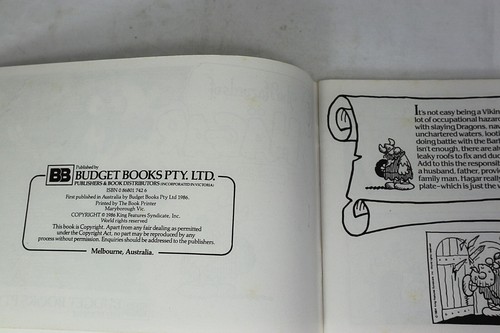 Published by
BB BUDGET BOOKS PTY. LTD.
PUBLISHERS & BOOK DISTRIBUTORS (INCORPORATED IN VICTORIA)
ISBN 0 86801 742 6
First published in Australia by Budget Books Pty Ltd 1986.
Printed by The Book Printer
Maryborough Vic.
COPYRIGHT © 1986 King Features Syndicate, Inc.
World rights reserved
This book is Copyright. Apart from any fair dealing as permitted
under the Copyright Act, no part may be reproduced by any
process without permission. Enquiries should be addressed to the publishers.
Melbourne, Australia.
It's not easy being a Vikin
lot of occupational hazar
with slaying Dragons, nav
uncharted waters, looti
doing battle with the Bar
isn't enough, there are al
leaky roofs to fix and
Add to this the responsib
a husband, father, provi
family man. Hagar reall
plate–which is just the